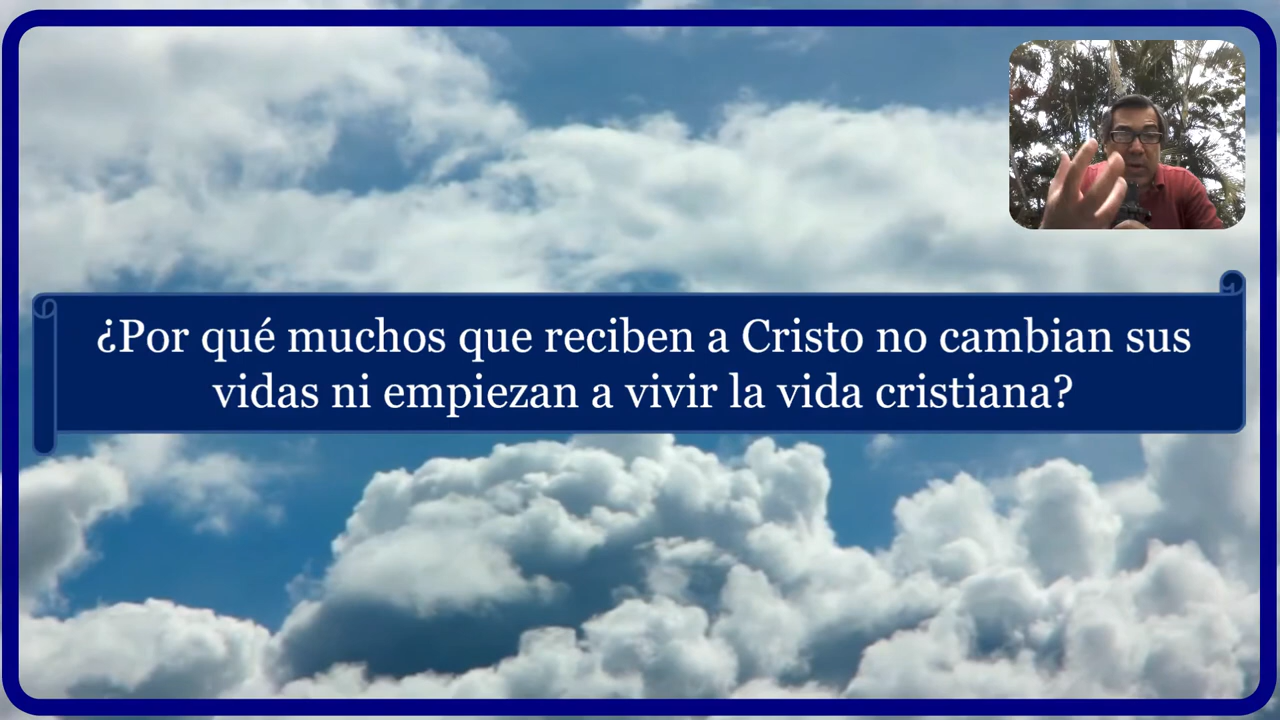 ¿Por qué muchos que reciben a Cristo no cambian sus
vidas ni empiezan a vivir la vida cristiana?